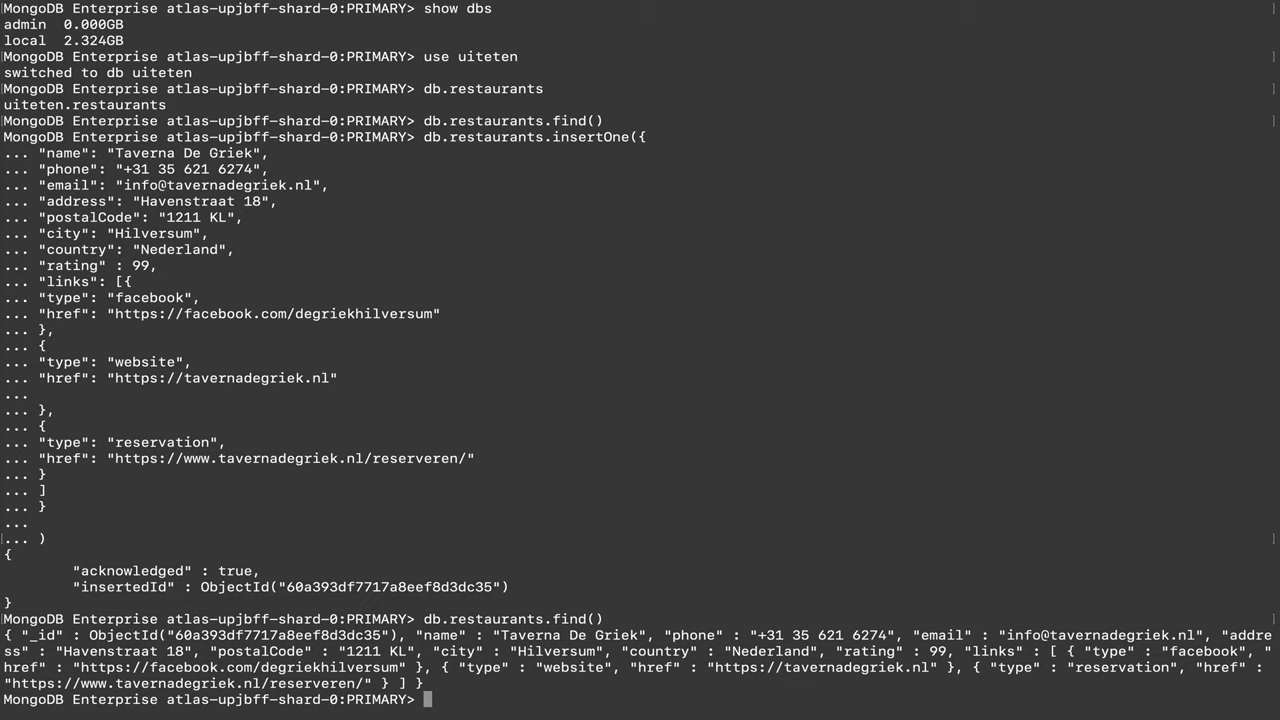 MongoDB Enterprise atlas-upjbff-shard-0:PRIMARY> show dbs
admin  0.000GB
local  2.324GB
MongoDB Enterprise atlas-upjbff-shard-0:PRIMARY> use uiteten
switched to db uiteten
MongoDB Enterprise atlas-upjbff-shard-0:PRIMARY> db.restaurants
uiteten.restaurants
MongoDB Enterprise atlas-upjbff-shard-0:PRIMARY> db.restaurants.find()
MongoDB Enterprise atlas-upjbff-shard-0:PRIMARY> db.restaurants.insertOne({
... "name": "Taverna De Griek",
... "phone": "+31 35 621 6274",
... "email": "info@tavernadegriek.nl",
... "address": "Havenstraat 18",
... "postalCode": "1211 KL",
... "city": "Hilversum",
... "country": "Nederland",
... "rating" : 99,
... "links": [{
... "type": "facebook",
... "href": "https://facebook.com/degriekhilversum"
... },
... {
... "type": "website",
... "href": "https://tavernadegriek.nl"
...
... },
... {
... "type": "reservation",
... "href": "https://www.tavernadegriek.nl/reserveren/"
... }
... ]
... }
...
... )
{
        "acknowledged" : true,
        "insertedId" : ObjectId("60a393df7717a8eef8d3dc35")
}
MongoDB Enterprise atlas-upjbff-shard-0:PRIMARY> db.restaurants.find()
{ "_id" : ObjectId("60a393df7717a8eef8d3dc35"), "name" : "Taverna De Griek", "phone" : "+31 35 621 6274", "email" : "info@tavernadegriek.nl", "addre
ss" : "Havenstraat 18", "postalCode" : "1211 KL", "city" : "Hilversum", "country" : "Nederland", "rating" : 99, "links" : [ { "type" : "facebook", "
href" : "https://facebook.com/degriekhilversum" }, { "type" : "website", "href" : "https://tavernadegriek.nl" }, { "type" : "reservation", "href" :
"https://www.tavernadegriek.nl/reserveren/" } ] }
MongoDB Enterprise atlas-upjbff-shard-0:PRIMARY>